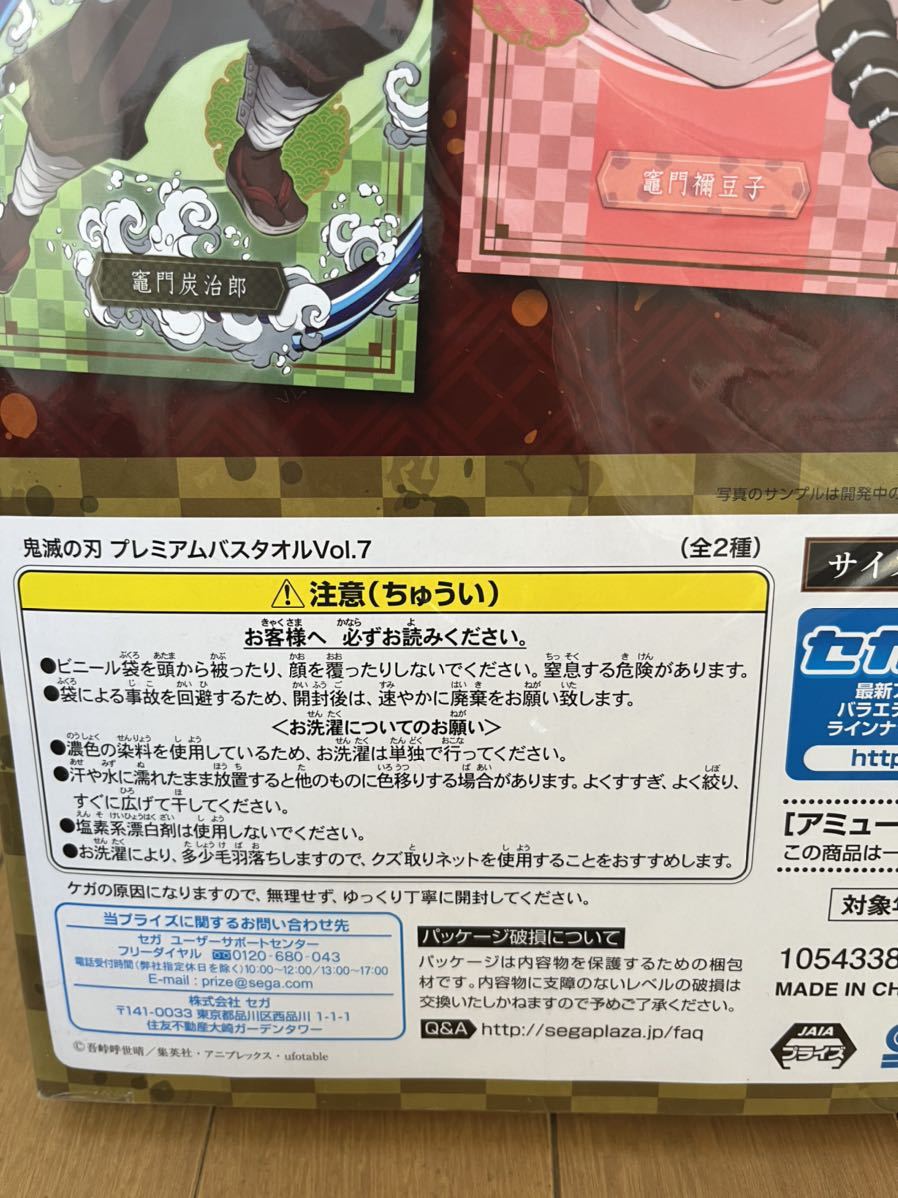 竈門炭治郎
竈門禰豆子
写真のサンプルは開発中の
鬼滅の刃 プレミアムバスタオルVol.7
(全2種)
⚠注意(ちゅうい)
お客様へ 必ずお読みください。
●ビニール袋を頭から被ったり、顔を覆ったりしないでください。窒息する危険があります。
●袋による事故を回避するため、開封後は、速やかに廃棄をお願い致します。
<お洗濯についてのお願い>
●濃色の染料を使用しているため、お洗濯は単独で行ってください。
●汗や水に濡れたまま放置すると他のものに色移りする場合があります。よくすすぎ、よく絞り、
すぐに広げて干してください。
●塩素系漂白剤は使用しないでください。
●お洗濯により、多少毛羽落ちしますので、クズ取りネットを使用することをおすすめします。
ケガの原因になりますので、無理せず、ゆっくり丁寧に開封してください。
当プライズに関するお問い合わせ先
セガ ユーザーサポートセンター
フリーダイヤル 0120-680-043
電話受付時間(弊社指定休日を除く)10:00~12:00/13:00~17:00
E-mail : prize@sega.com
株式会社 セガ
〒141-0033 東京都品川区西品川 1-1-1
住友不動産大崎ガーデンタワー
©吾峠呼世晴/集英社・アニプレックス・ufotable
パッケージ破損について
パッケージは内容物を保護するための梱包
材です。内容物に支障のないレベルの破損は
交換いたしかねますので予めご了承ください。
Q&A http://segaplaza.jp/faq
サイズ
セガ
最新
バラエ
ラインナ
http
[アミュー
この商品は一
対象年
1054338
MADE IN CH
JAIA
プライズ